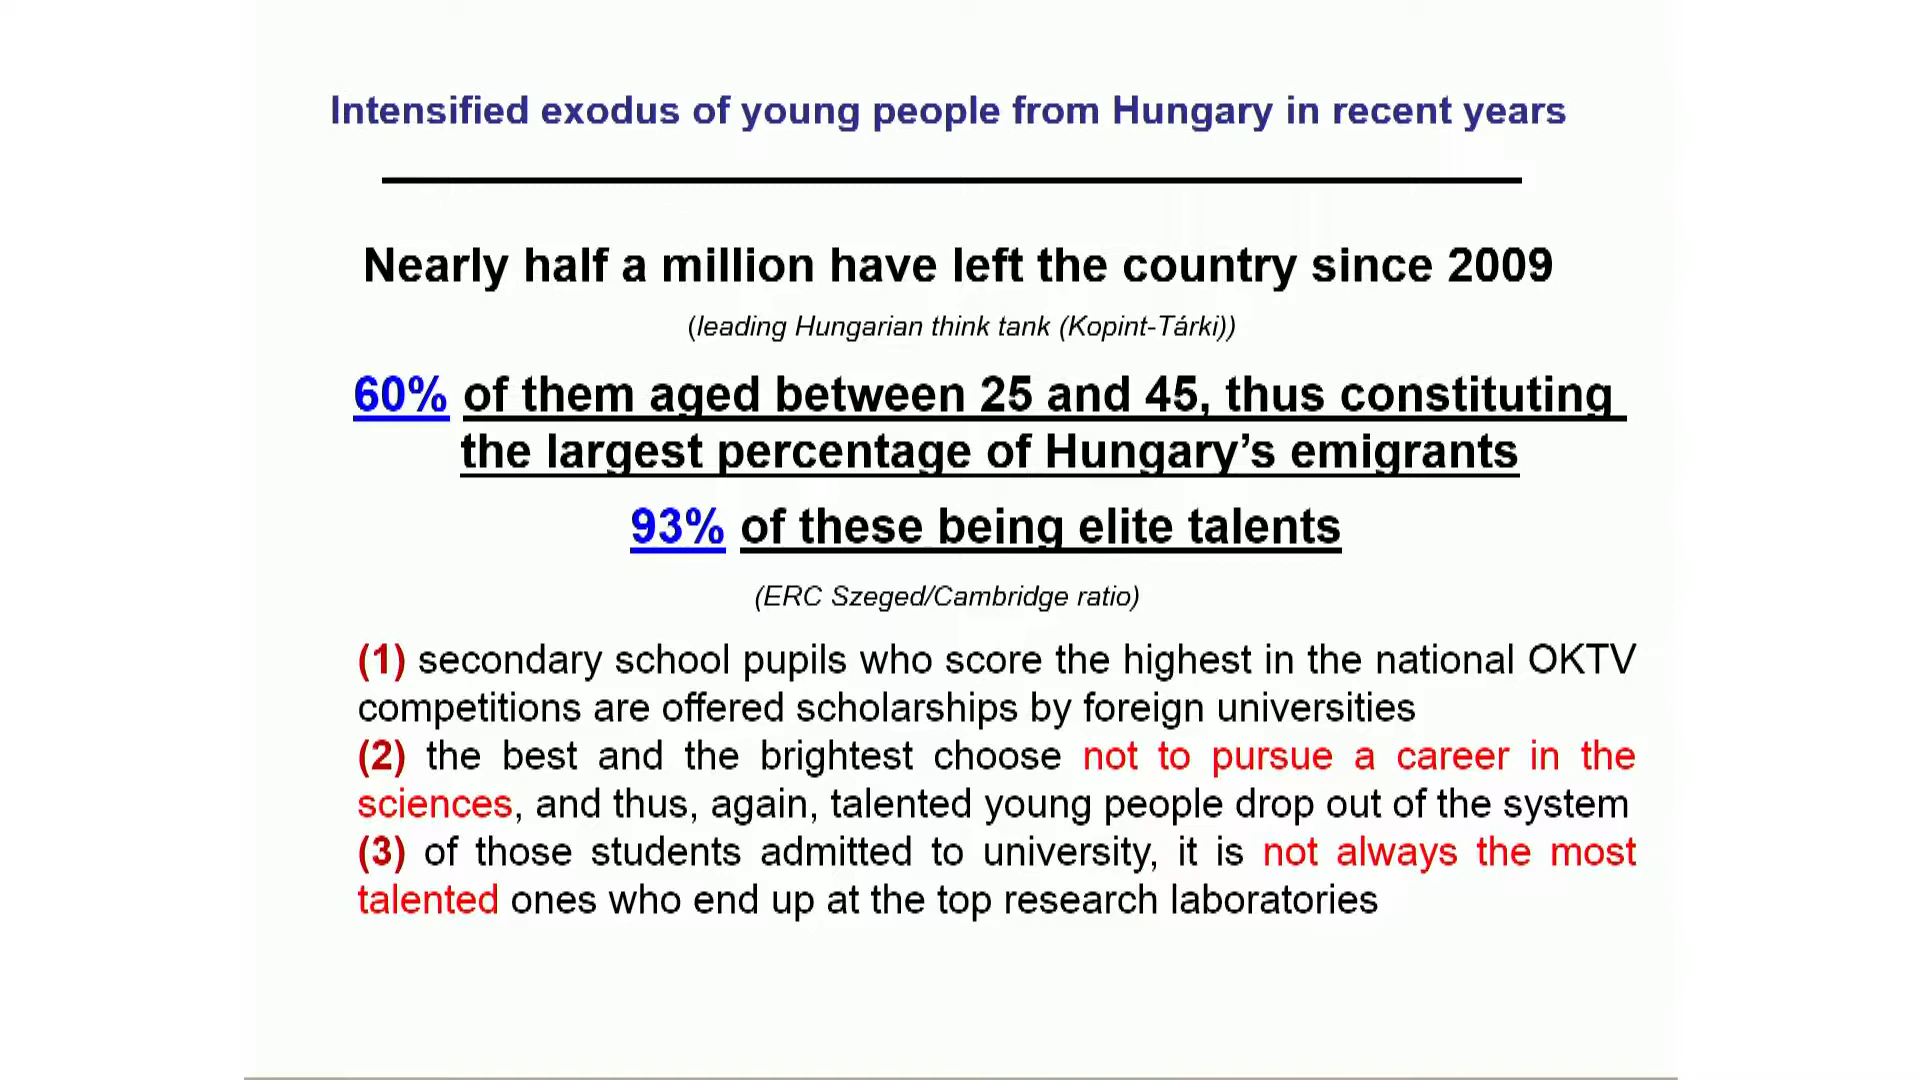 Intensified exodus of young people from Hungary in recent years
Nearly half a million have left the country since 2009
(leading Hungarian think tank (Kopint-Tárki))
60% of them aged between 25 and 45, thus constituting
the largest percentage of Hungary’s emigrants
93% of these being elite talents
(ERC Szeged/Cambridge ratio)
(1) secondary school pupils who score the highest in the national OKTV
competitions are offered scholarships by foreign universities
(2) the best and the brightest choose not to pursue a career in the
sciences, and thus, again, talented young people drop out of the system
(3) of those students admitted to university, it is not always the most
talented ones who end up at the top research laboratories